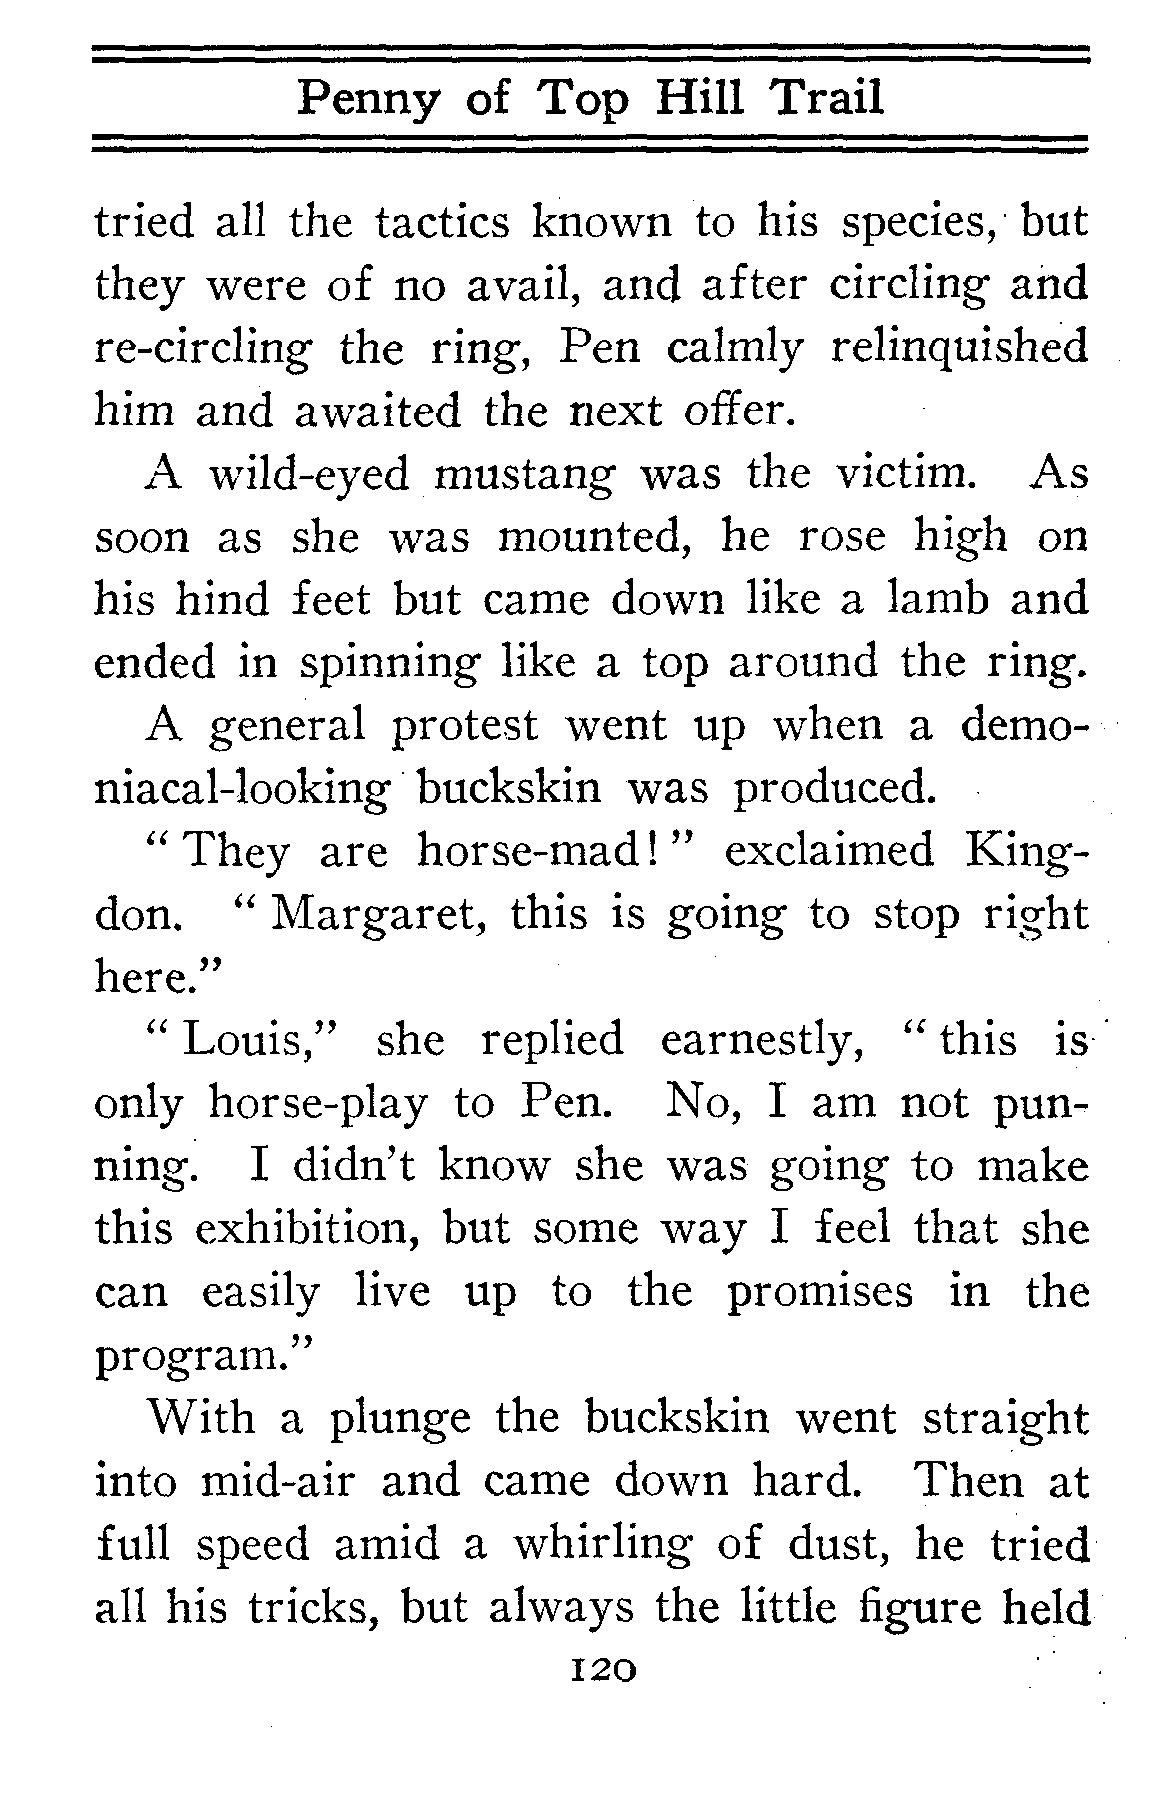 Penny of Top Hill Trail
tried all the tactics known to his species, but
they were of no avail, and after circling and
re-circling the ring, Pen calmly relinquished
him and awaited the next offer.
A wild-eyed mustang was the victim. As
soon as she was mounted, he rose high on
his hind feet but came down like a lamb and
ended in spinning like a top around the ring.
A general protest went up when a demo-
niacal-looking buckskin was produced.
" They are horse-mad! " exclaimed King-
don. " Margaret, this is going to stop right
here."
" Louis," she replied earnestly, " this is
only horse-play to Pen. No, I am not pun-
ning. I didn't know she was going to make
this exhibition, but some way I feel that she
can easily live up to the promises in the
program."
With a plunge the buckskin went straight
into mid-air and came down hard. Then at
full speed amid a whirling of dust, he tried
all his tricks, but always the little figure held
120